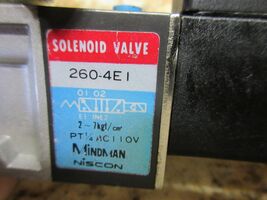 SOLENOID VALVE
260-4E1
01 02
2 - 7kgf/cm²
PT¼ AC110V
MINDMAN
NISCON